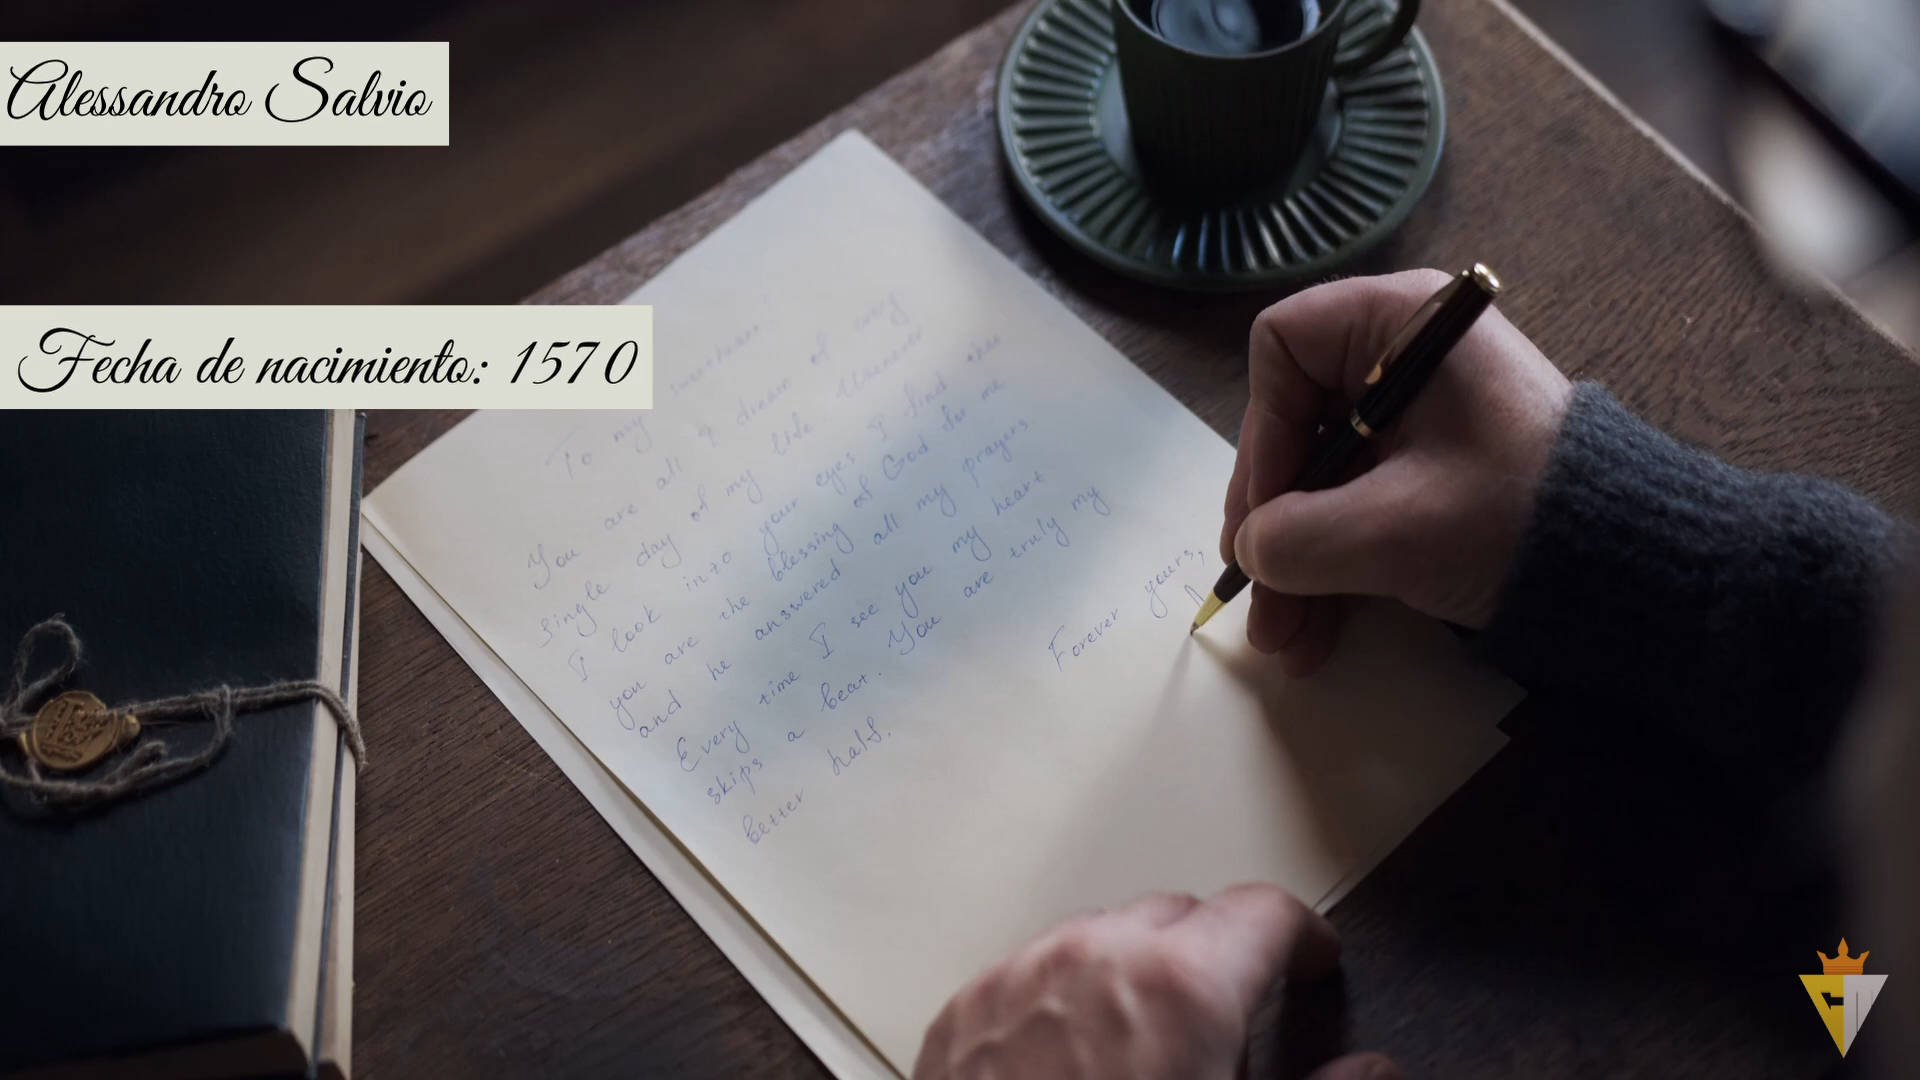 Alessandro Salvio
Fecha de nacimiento: 1570
To my sweetheart!
You are all I dream of every
single day of my life. Whenever
I look into your eyes I find that
you are the blessing of God for me
and he answered all my prayers
Every time I see you my heart
skips a beat. You are truly my
better half.
Forever yours,